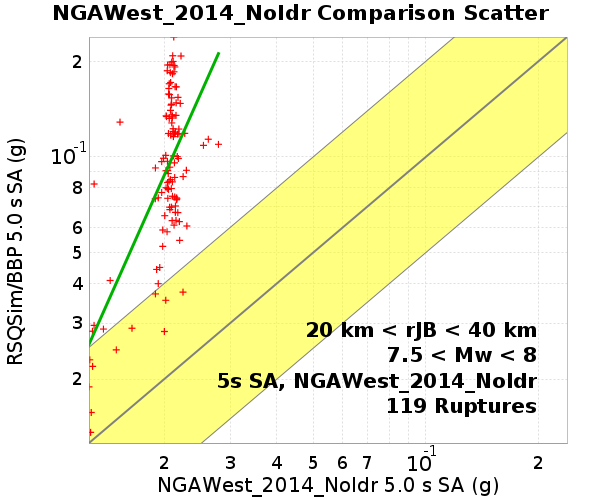 NGAWest_2014_NoIdr Comparison Scatter
RSQSim/BBP 5.0 s SA (g)
2
10-1
8
6
5
4
3
2
20 km < rJB < 40 km
7.5 < Mw < 8
5s SA, NGAWest_2014_NoIdr
119 Ruptures
2 3 4 5 6 7 10-1 2
NGAWest_2014_NoIdr 5.0 s SA (g)